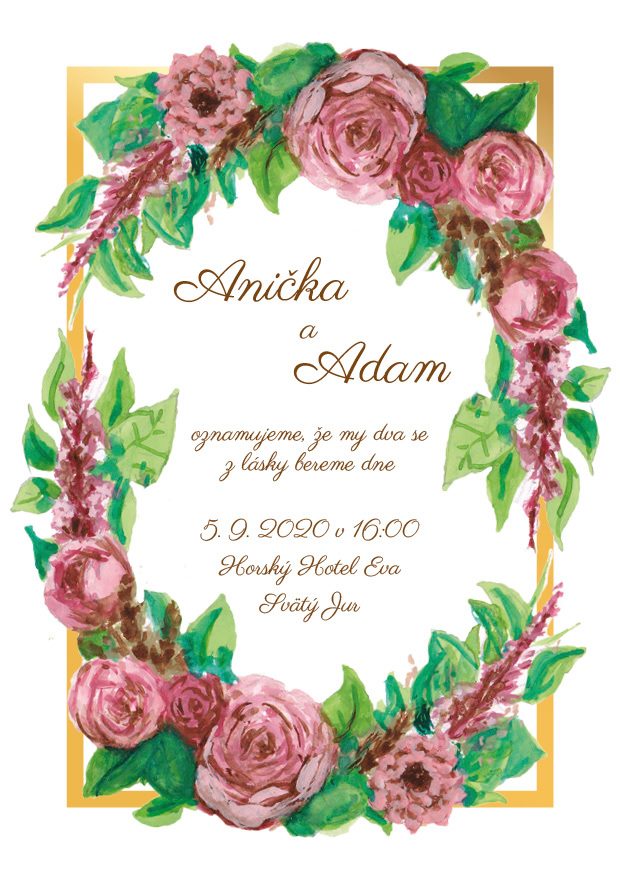 Anička
a
Adam
oznamujeme, že my dva se
z lásky bereme dne
5. 9. 2020 v 16:00
Horský Hotel Eva
Svätý Jur